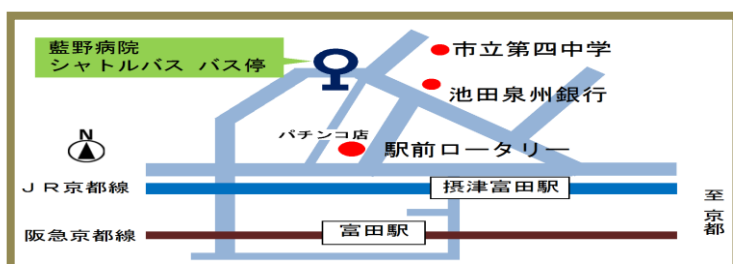 藍野病院
シャトルバス バス停
市立第四中学
池田泉州銀行
パチンコ店
駅前ロータリー
N
ＪＲ京都線
摂津富田駅
至 京都
阪急京都線
富田駅